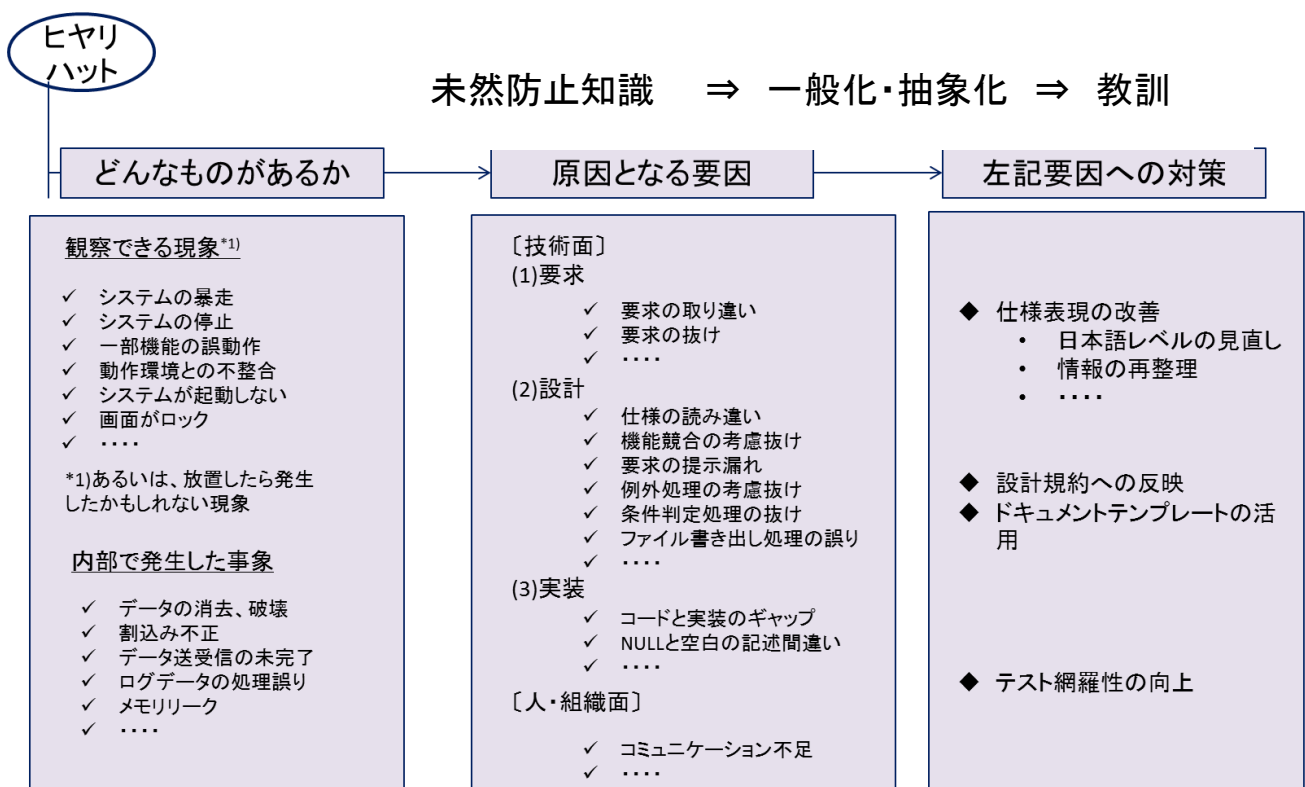 ヒヤリ
ハット
未然防止知識 ⇒ 一般化・抽象化 ⇒ 教訓
どんなものがあるか
原因となる要因
左記要因への対策
観察できる現象*1)
✓ システムの暴走
✓ システムの停止
✓ 一部機能の誤動作
✓ 動作環境との不整合
✓ システムが起動しない
✓ 画面がロック
✓ ・・・・
*1)あるいは、放置したら発生
したかもしれない現象
内部で発生した事象
✓ データの消去、破壊
✓ 割込み不正
✓ データ送受信の未完了
✓ ログデータの処理誤り
✓ メモリリーク
✓ ・・・・
〔技術面〕
(1)要求
✓ 要求の取り違い
✓ 要求の抜け
✓ ・・・・
(2)設計
✓ 仕様の読み違い
✓ 機能競合の考慮抜け
✓ 要求の提示漏れ
✓ 例外処理の考慮抜け
✓ 条件判定処理の抜け
✓ ファイル書き出し処理の誤り
✓ ・・・・
(3)実装
✓ コードと実装のギャップ
✓ NULLと空白の記述間違い
✓ ・・・・
〔人・組織面〕
✓ コミュニケーション不足
✓ ・・・・
◆ 仕様表現の改善
• 日本語レベルの見直し
• 情報の再整理
• ・・・・
◆ 設計規約への反映
◆ ドキュメントテンプレートの活
用
◆ テスト網羅性の向上